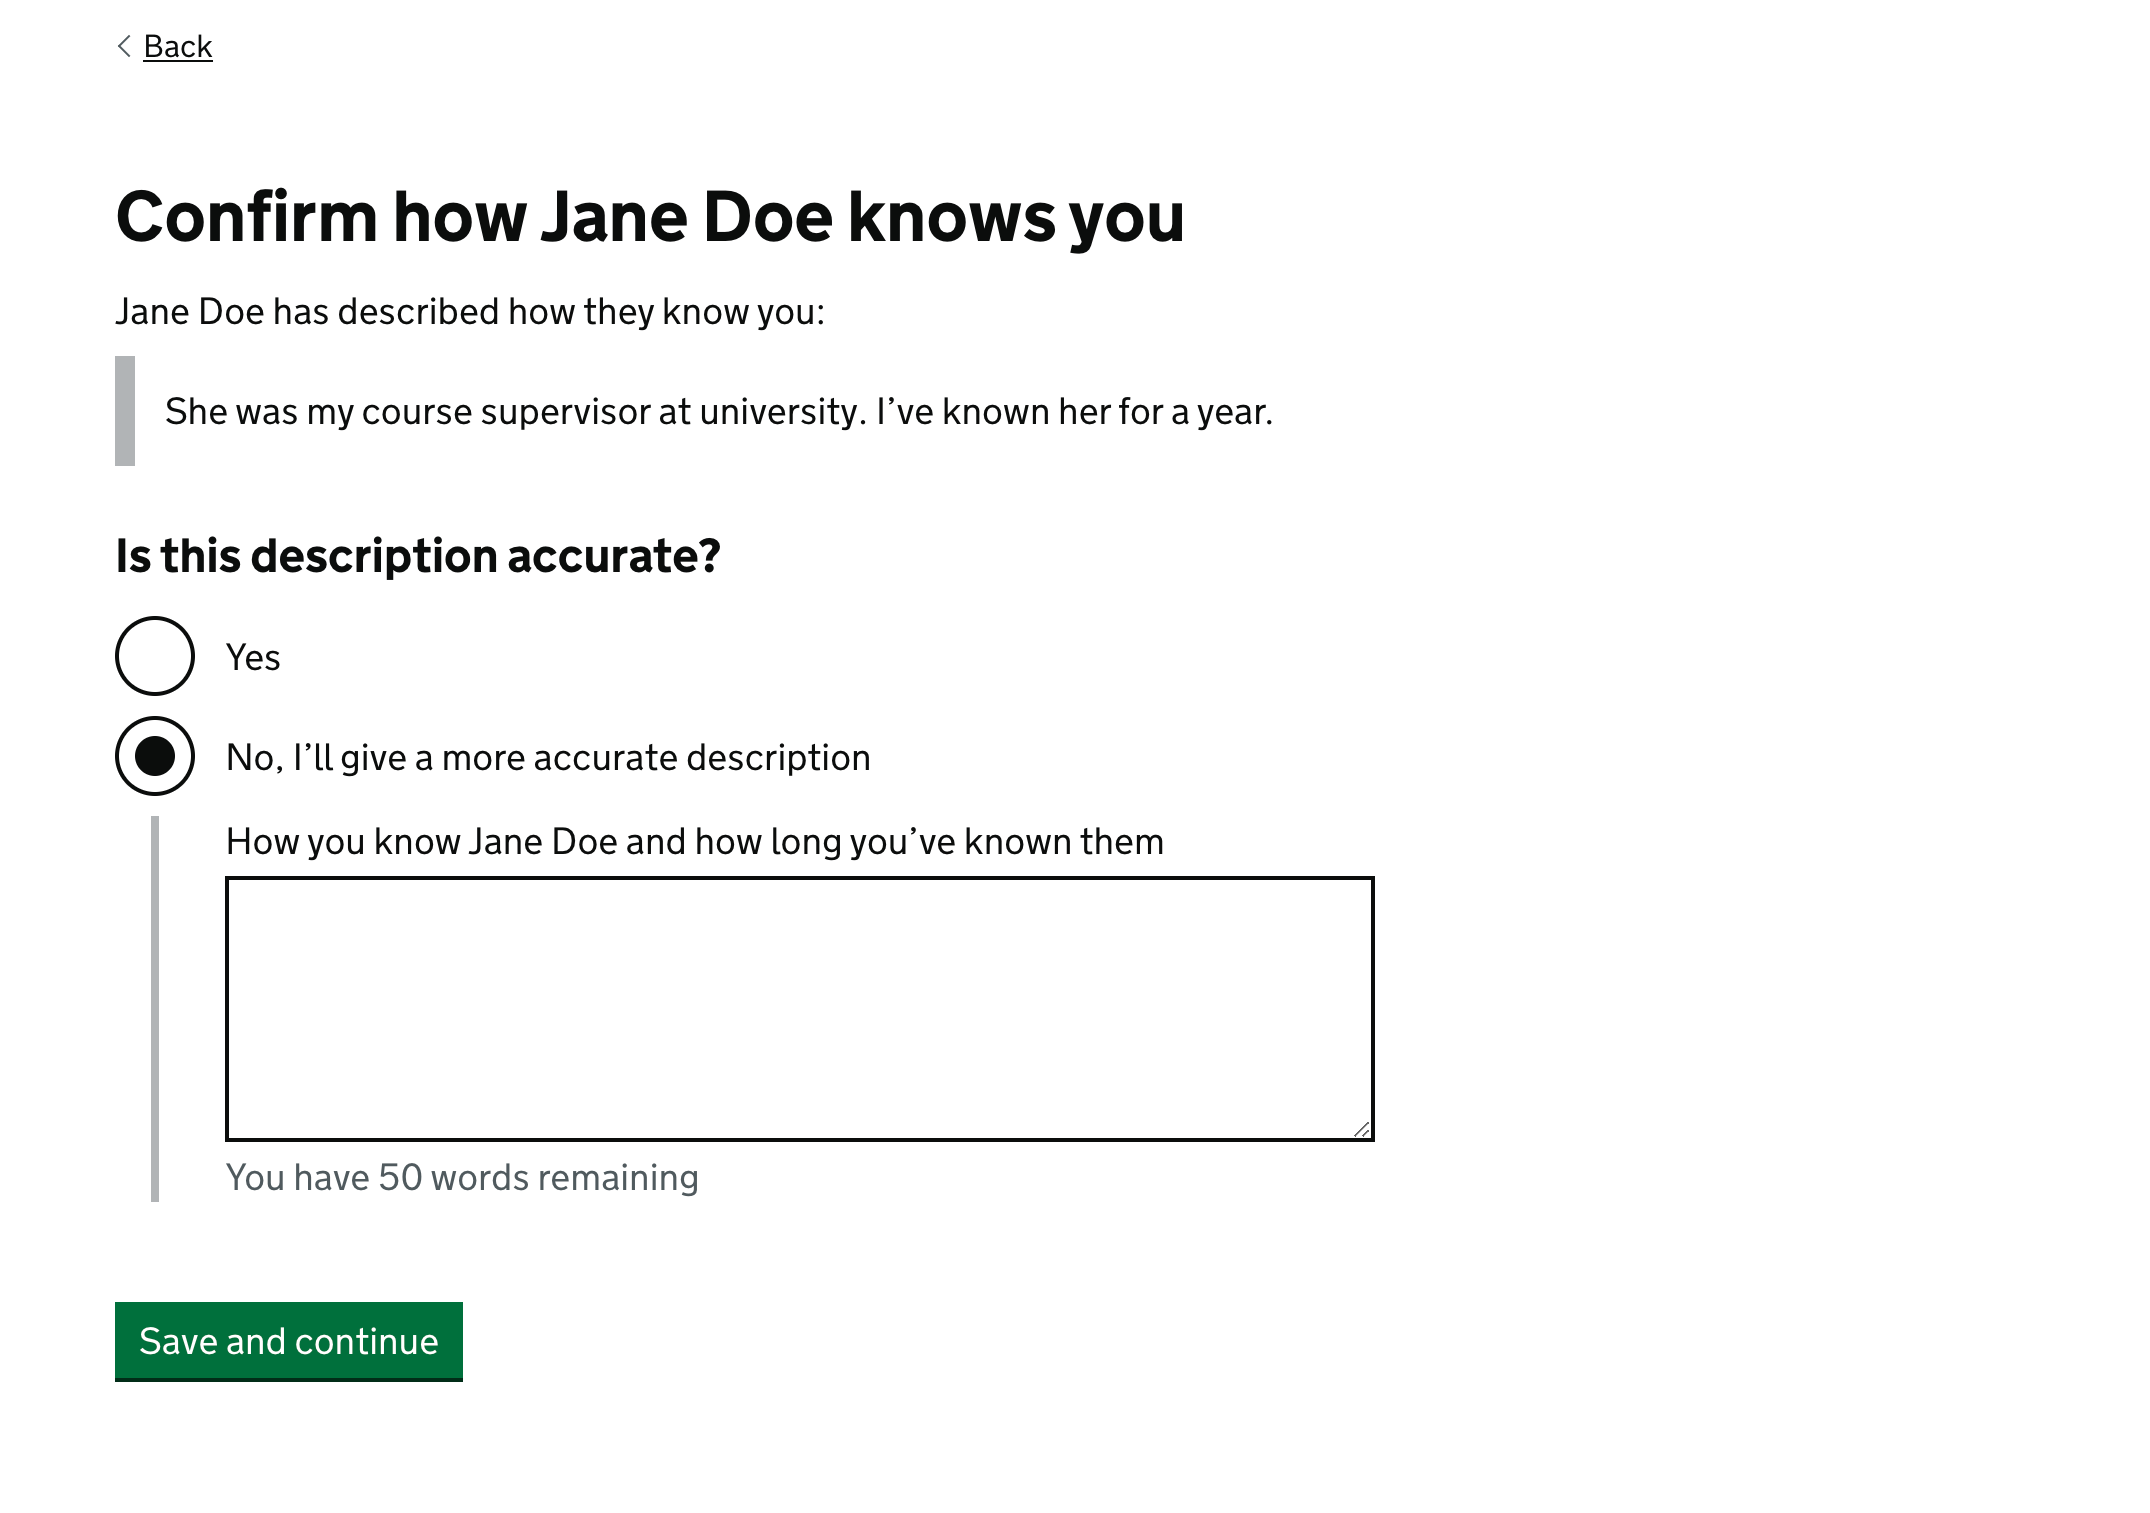 Back
Confirm how Jane Doe knows you
Jane Doe has described how they know you:
She was my course supervisor at university. I’ve known her for a year.
Is this description accurate?
Yes
No, I’ll give a more accurate description
How you know Jane Doe and how long you’ve known them
You have 50 words remaining
Save and continue